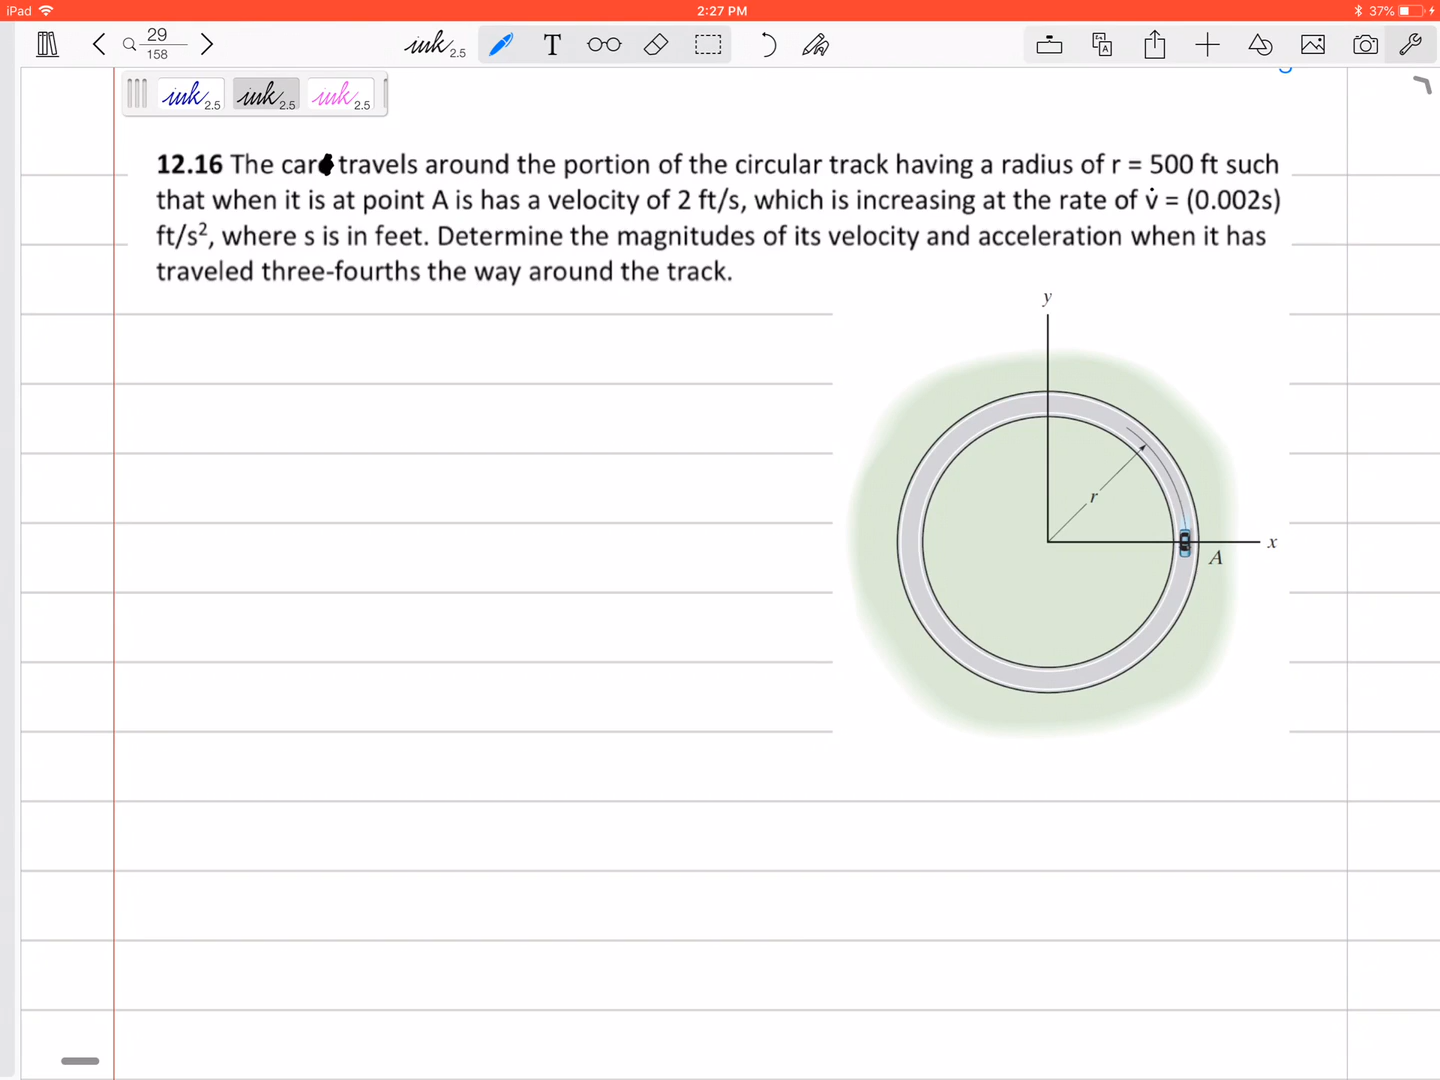 iPad 2:27 PM 37%
29
158
ink 2.5 T
ink 2.5 ink 2.5 ink 2.5
12.16 The car travels around the portion of the circular track having a radius of r = 500 ft such
that when it is at point A is has a velocity of 2 ft/s, which is increasing at the rate of v̇ = (0.002s)
ft/s², where s is in feet. Determine the magnitudes of its velocity and acceleration when it has
traveled three-fourths the way around the track.
y
r
x
A